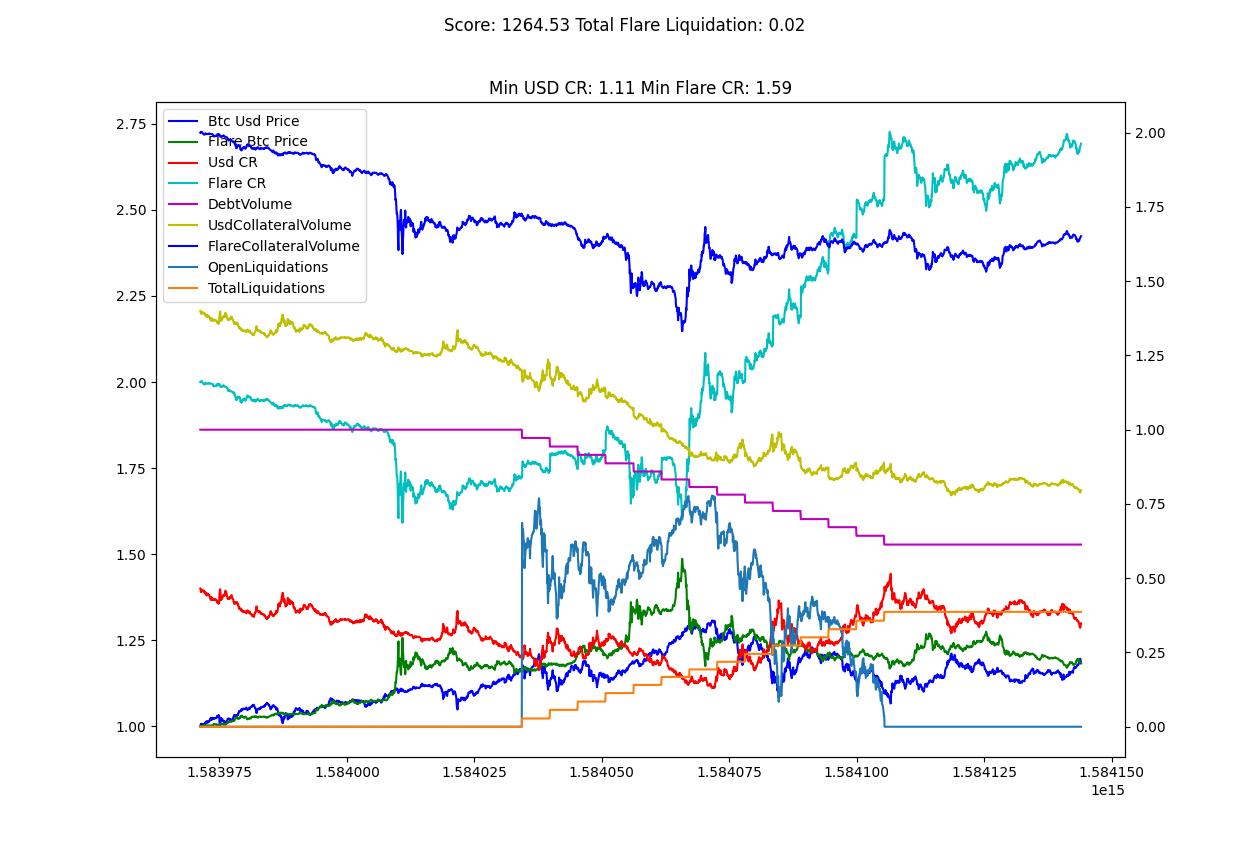 Score: 1264.53 Total Flare Liquidation: 0.02
Min USD CR: 1.11 Min Flare CR: 1.59
Btc Usd Price
Flare Btc Price
Usd CR
Flare CR
DebtVolume
UsdCollateralVolume
FlareCollateralVolume
OpenLiquidations
TotalLiquidations
2.75
2.50
2.25
2.00
1.75
1.50
1.25
1.00
2.00
1.75
1.50
1.25
1.00
0.75
0.50
0.25
0.00
1.583975 1.584000 1.584025 1.584050 1.584075 1.584100 1.584125 1.584150
1e15